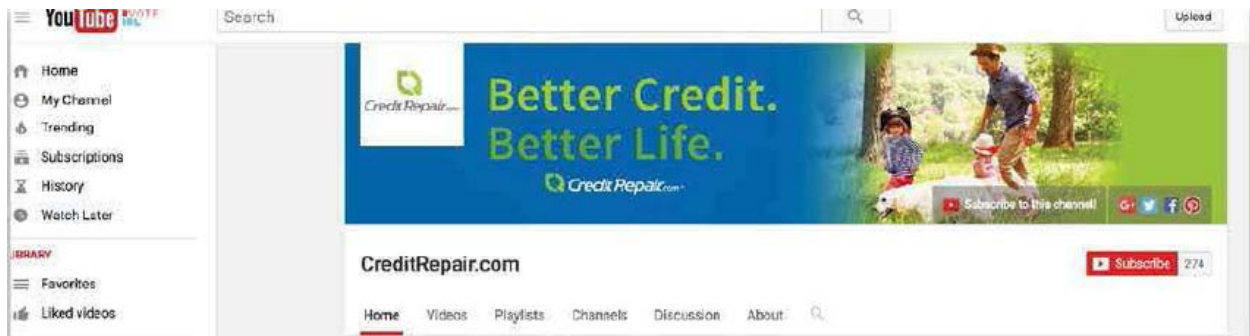 YouTube
Search
Upload
Home
My Channel
Trending
Subscriptions
History
Watch Later
LIBRARY
Favorites
Liked videos
CreditRepair.com
Better Credit.
Better Life.
CreditRepair.com
Subscribe to this channel!
CreditRepair.com
Subscribe 274
Home Videos Playlists Channels Discussion About